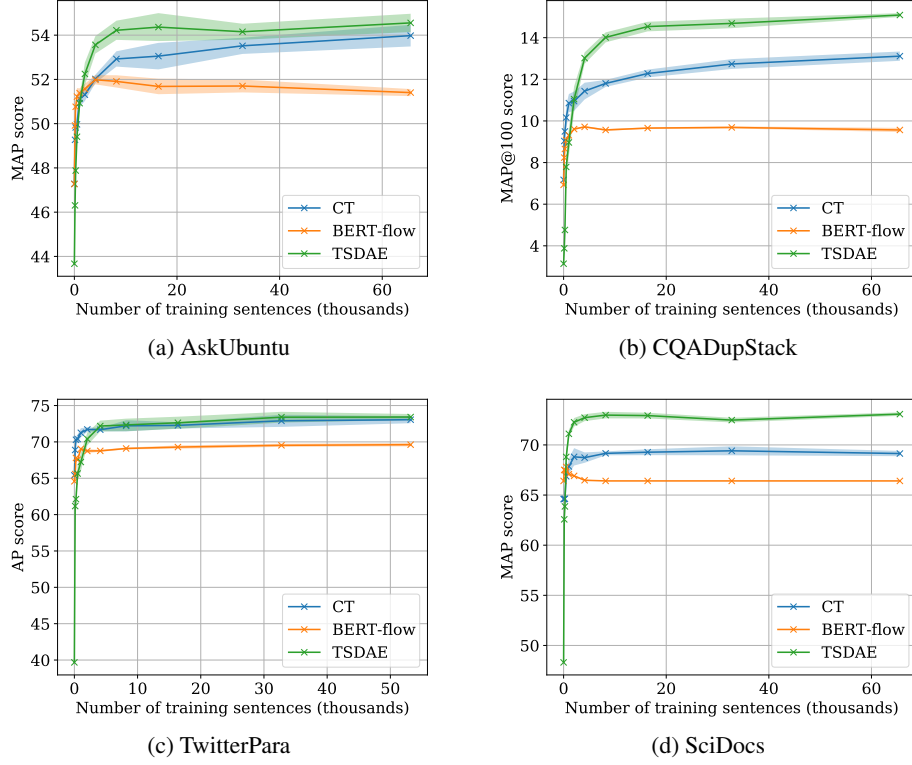 54
52
50
48
46
44
MAP score
0
20
40
60
Number of training sentences (thousands)
CT
BERT-flow
TSDAE
(a) AskUbuntu
14
12
10
8
6
4
MAP@100 score
0
20
40
60
Number of training sentences (thousands)
CT
BERT-flow
TSDAE
(b) CQADupStack
75
70
65
60
55
50
45
40
AP score
0
10
20
30
40
50
Number of training sentences (thousands)
CT
BERT-flow
TSDAE
(c) TwitterPara
70
65
60
55
50
MAP score
0
20
40
60
Number of training sentences (thousands)
CT
BERT-flow
TSDAE
(d) SciDocs